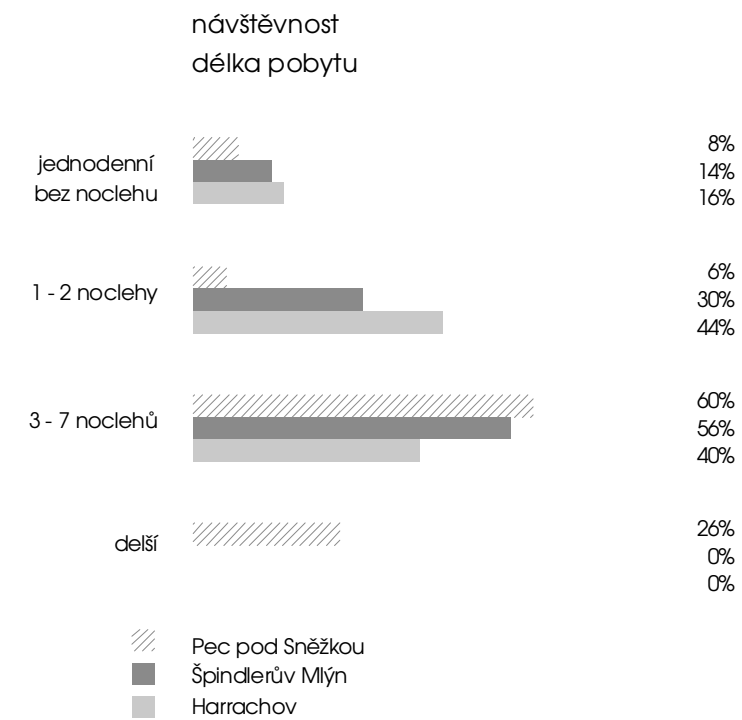 návštěvnost
délka pobytu
jednodenní
bez noclehu
8%
14%
16%
1 - 2 noclehy
6%
30%
44%
3 - 7 noclehů
60%
56%
40%
delší
26%
0%
0%
Pec pod Sněžkou
Špindlerův Mlýn
Harrachov